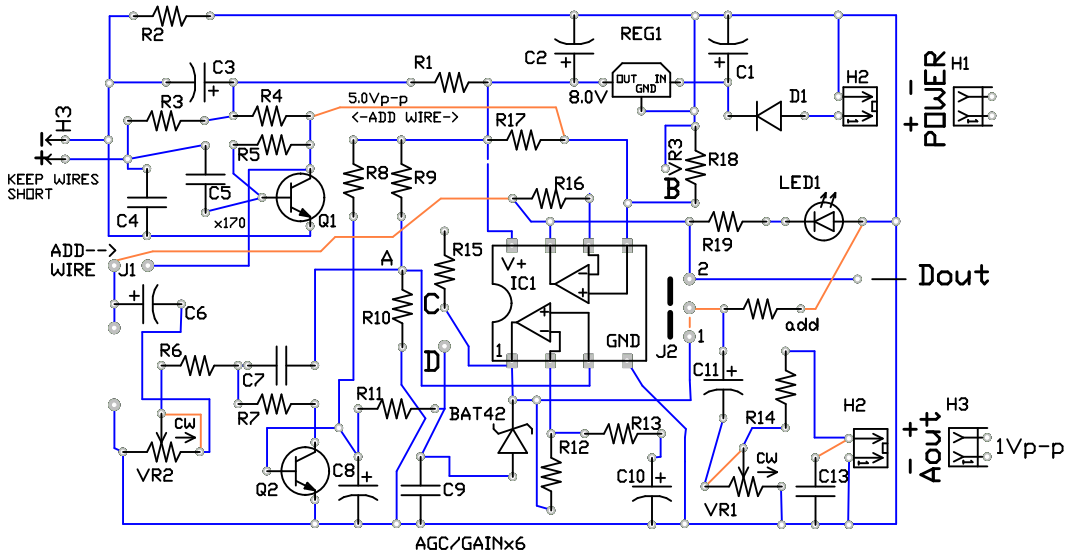 R2
C2
REG1
C1
C3
R1
OUT IN
GND
8.0V
H2
-
+
POWER
H1
D1
H3
R3
R4
5.0Vp-p
<-ADD WIRE->
R5
R17
KEEP WIRES
SHORT
C4
C5
x170
Q1
R8
R9
R16
VR3
B
R18
LED1
R19
ADD-->
WIRE
J1
A
R15
V+
IC1
C
R10
2
Dout
C6
R6
C7
R7
D
1
GND
J2
1
add
R11
BAT42
C11
R14
CW
VR2
Q2
C8
C9
R12
R13
C10
CW
VR1
C13
H2
+
-
Aout
H3
1Vp-p
AGC/GAINx6